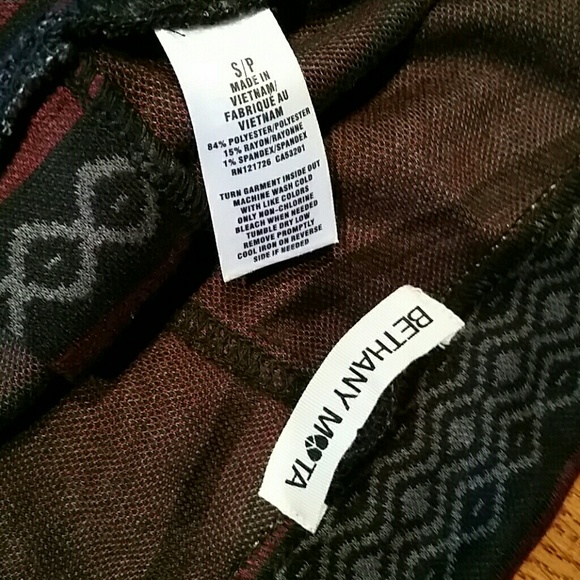 S/P
MADE IN
VIETNAM/
FABRIQUE AU
VIETNAM
84% POLYESTER/POLYESTER
15% RAYON/RAYONNE
1% SPANDEX/SPANDEX
RN121726 CA53201
TURN GARMENT INSIDE OUT
MACHINE WASH COLD
WITH LIKE COLORS
ONLY NON-CHLORINE
BLEACH WHEN NEEDED
TUMBLE DRY LOW
REMOVE PROMPTLY
COOL IRON ON REVERSE
SIDE IF NEEDED
BETHANY MOTA